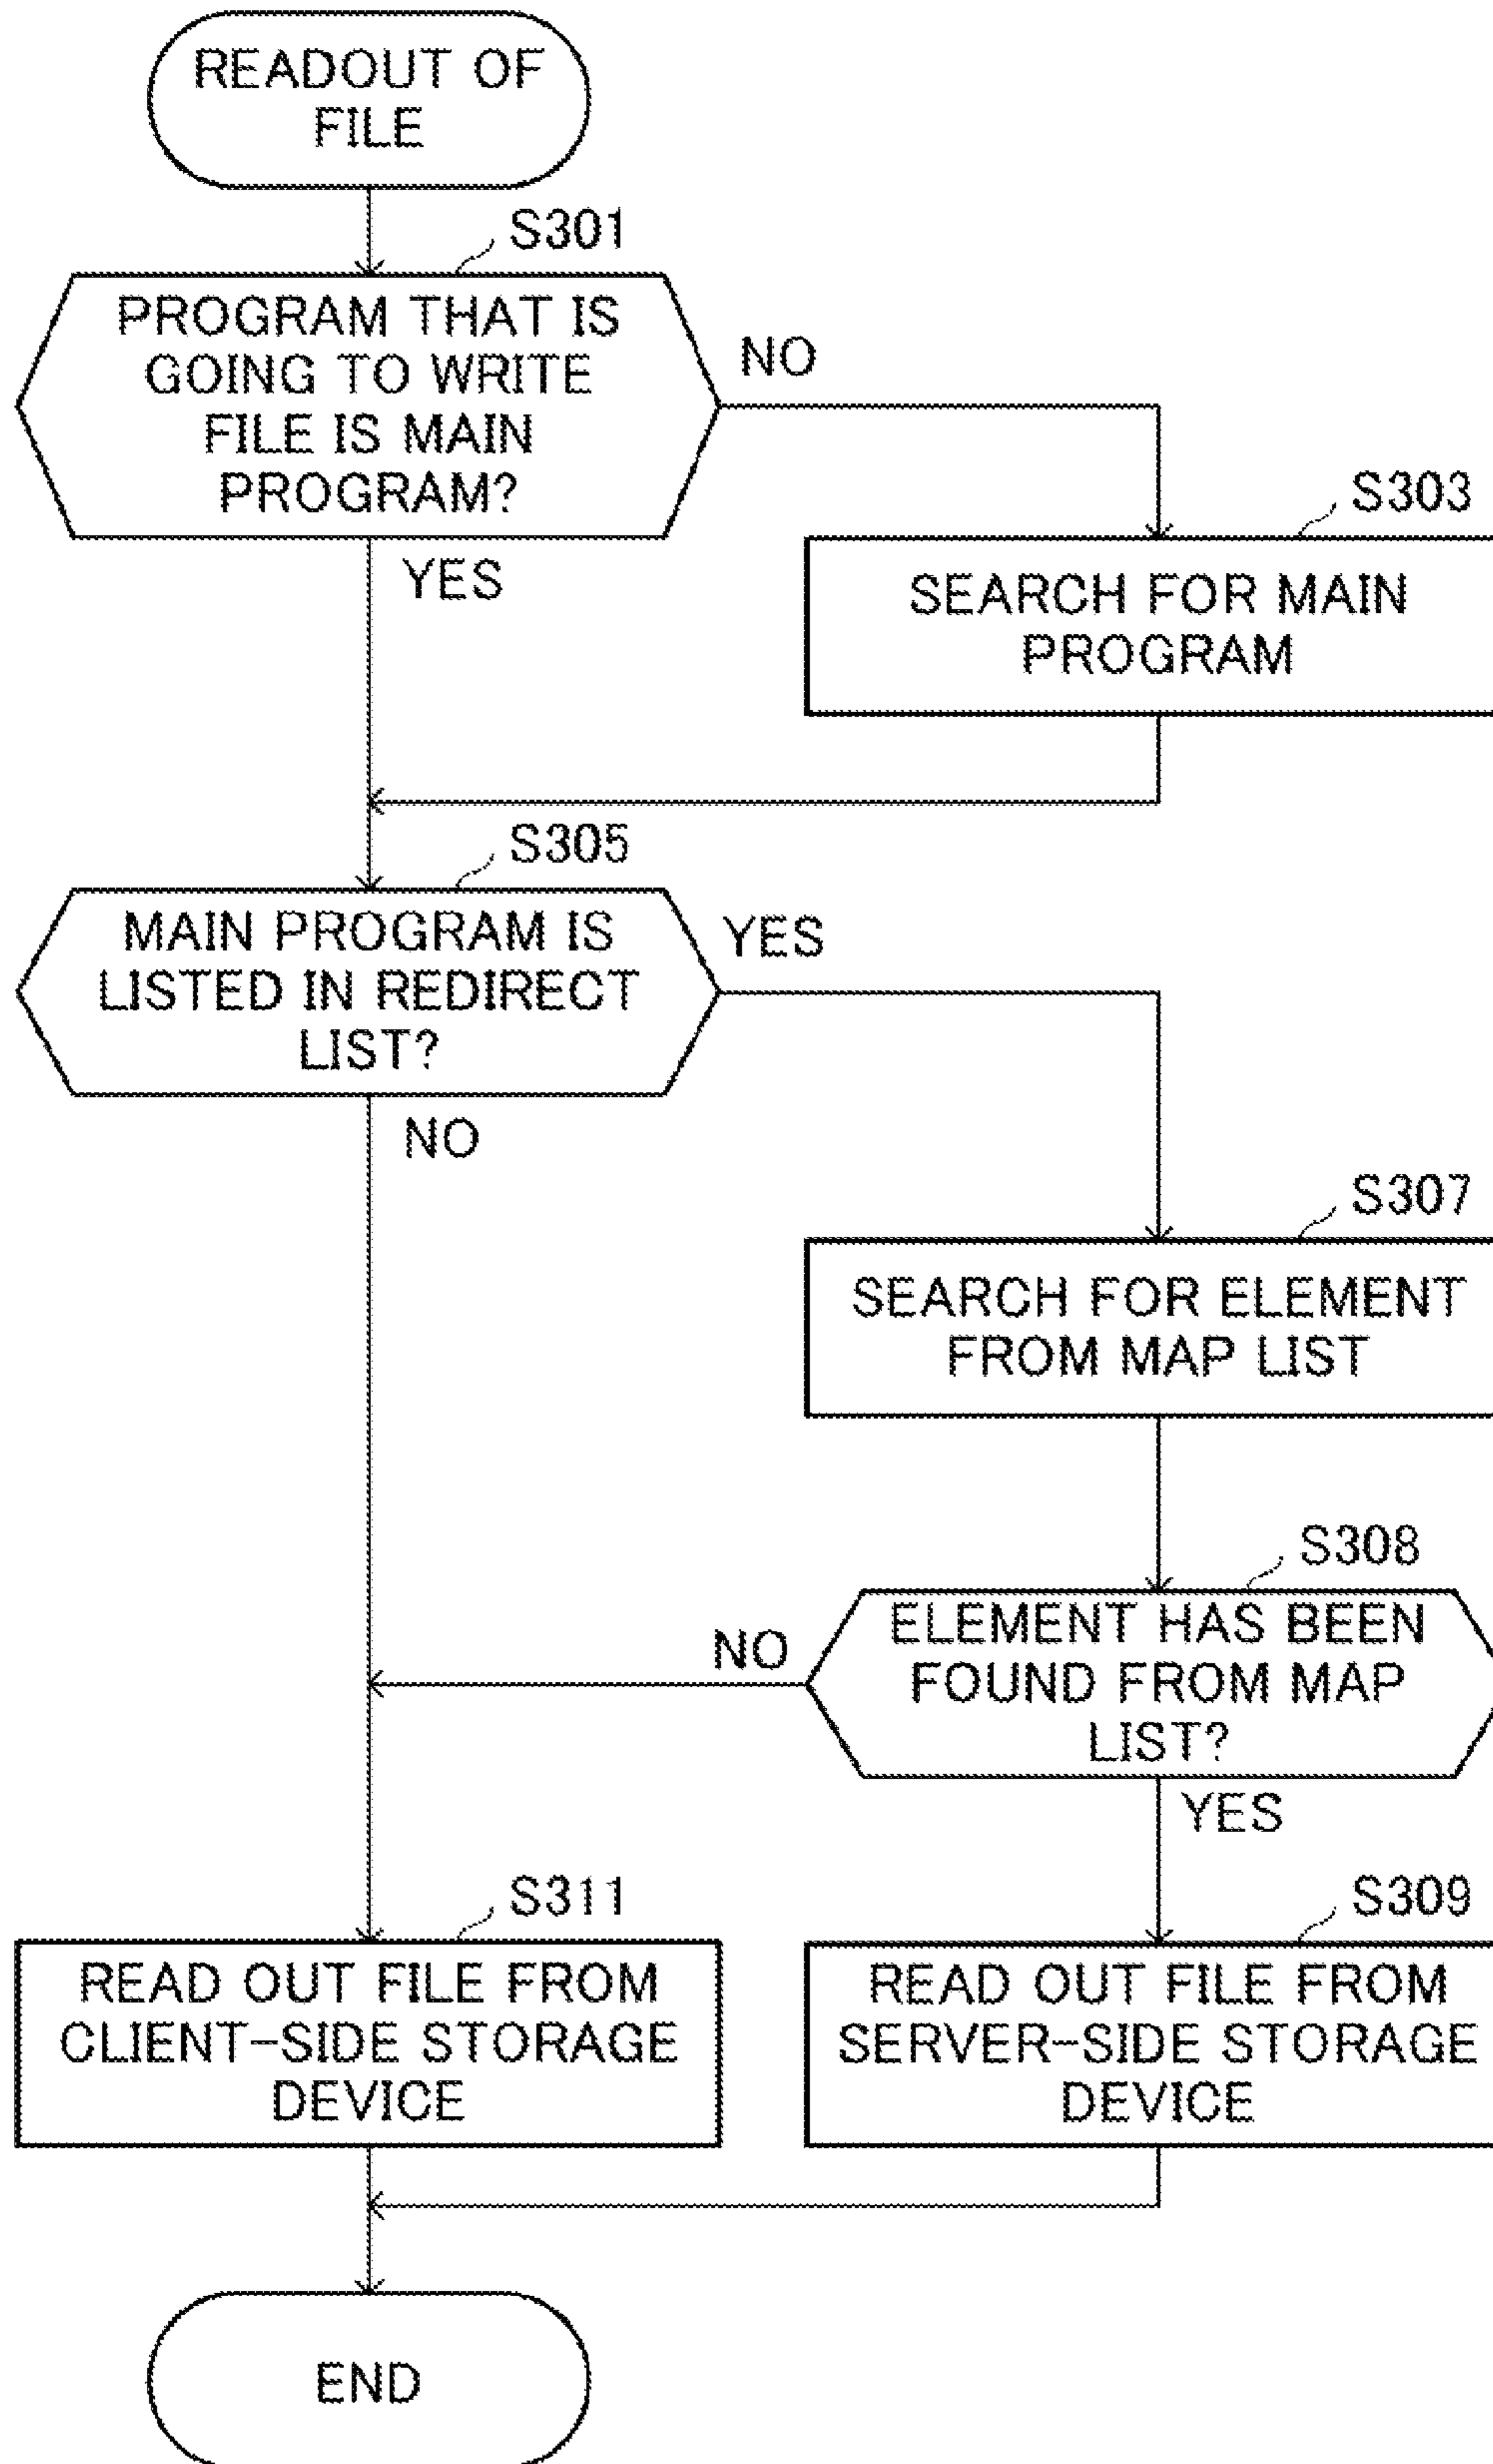 READOUT OF
FILE
S301
PROGRAM THAT IS
GOING TO WRITE
FILE IS MAIN
PROGRAM?
NO
YES
S303
SEARCH FOR MAIN
PROGRAM
S305
MAIN PROGRAM IS
LISTED IN REDIRECT
LIST?
YES
NO
S307
SEARCH FOR ELEMENT
FROM MAP LIST
S308
ELEMENT HAS BEEN
FOUND FROM MAP
LIST?
NO
YES
S311
READ OUT FILE FROM
CLIENT-SIDE STORAGE
DEVICE
S309
READ OUT FILE FROM
SERVER-SIDE STORAGE
DEVICE
END